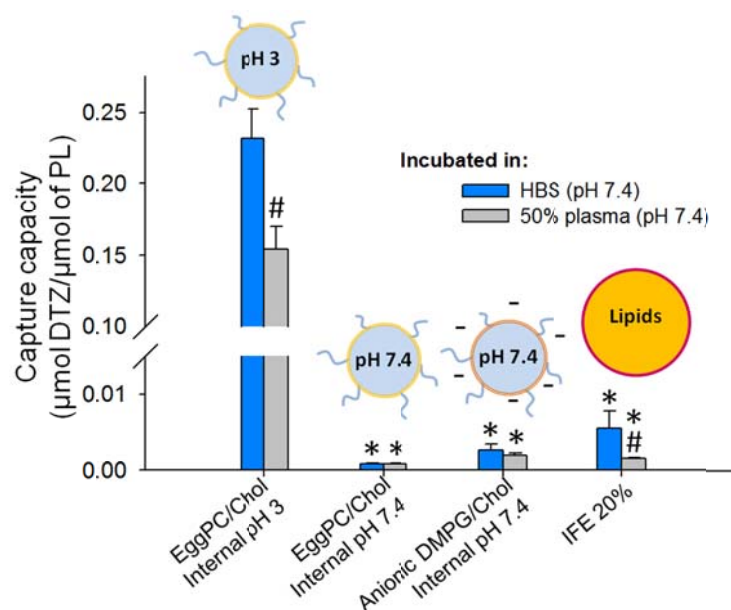 pH 3
0.25
0.20
0.15
0.10
0.01
0.00
Capture capacity
(µmol DTZ/µmol of PL)
#
Incubated in:
HBS (pH 7.4)
50% plasma (pH 7.4)
pH 7.4
* *
- - - - - -
pH 7.4
* *
Lipids
* *
#
EggPC/Chol
Internal pH 3
EggPC/Chol
Internal pH 7.4
Anionic DMPG/Chol
Internal pH 7.4
IFE 20%